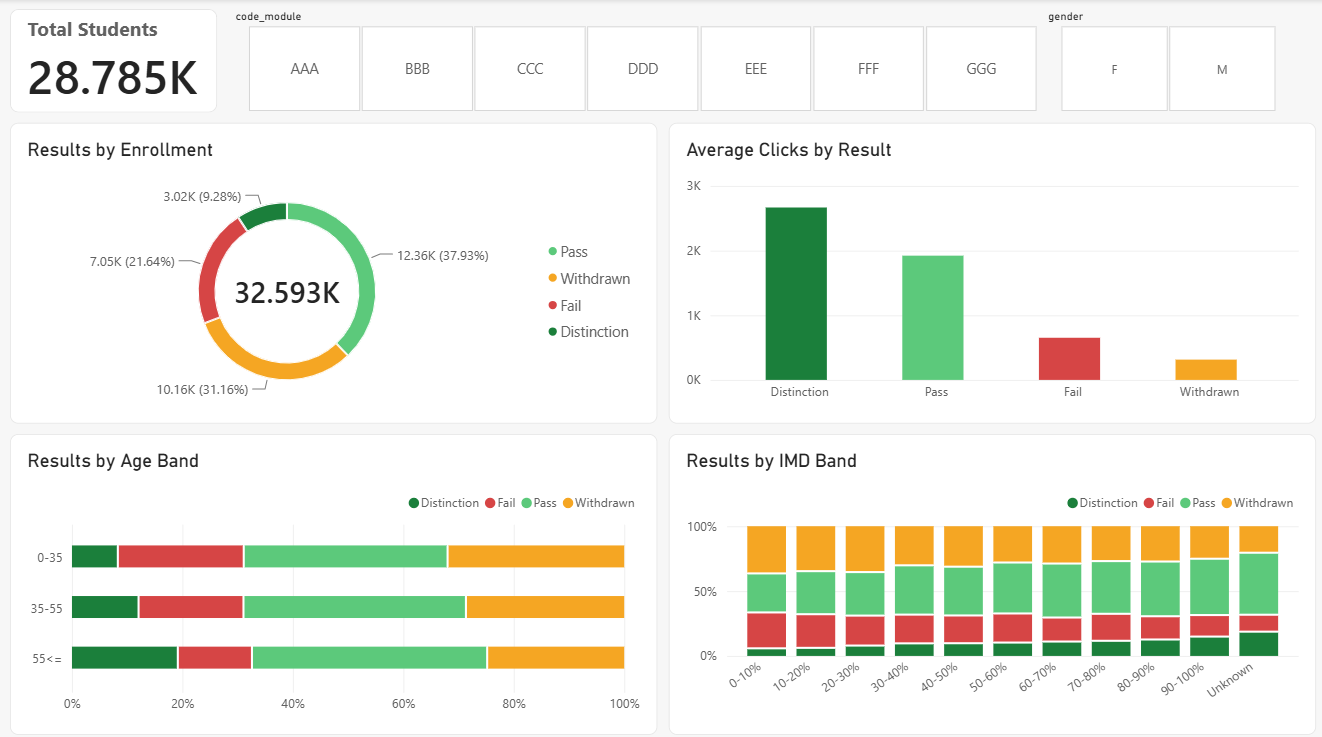 Total Students
28.785K
code_module
AAA BBB CCC DDD EEE FFF GGG
gender
F M
Results by Enrollment
3.02K (9.28%)
7.05K (21.64%)
12.36K (37.93%)
32.593K
10.16K (31.16%)
Pass
Withdrawn
Fail
Distinction
Average Clicks by Result
3K
2K
1K
0K
Distinction Pass Fail Withdrawn
Results by Age Band
Distinction Fail Pass Withdrawn
0-35
35-55
55<=
0% 20% 40% 60% 80% 100%
Results by IMD Band
Distinction Fail Pass Withdrawn
100%
50%
0%
0-10% 10-20% 20-30% 30-40% 40-50% 50-60% 60-70% 70-80% 80-90% 90-100% Unknown